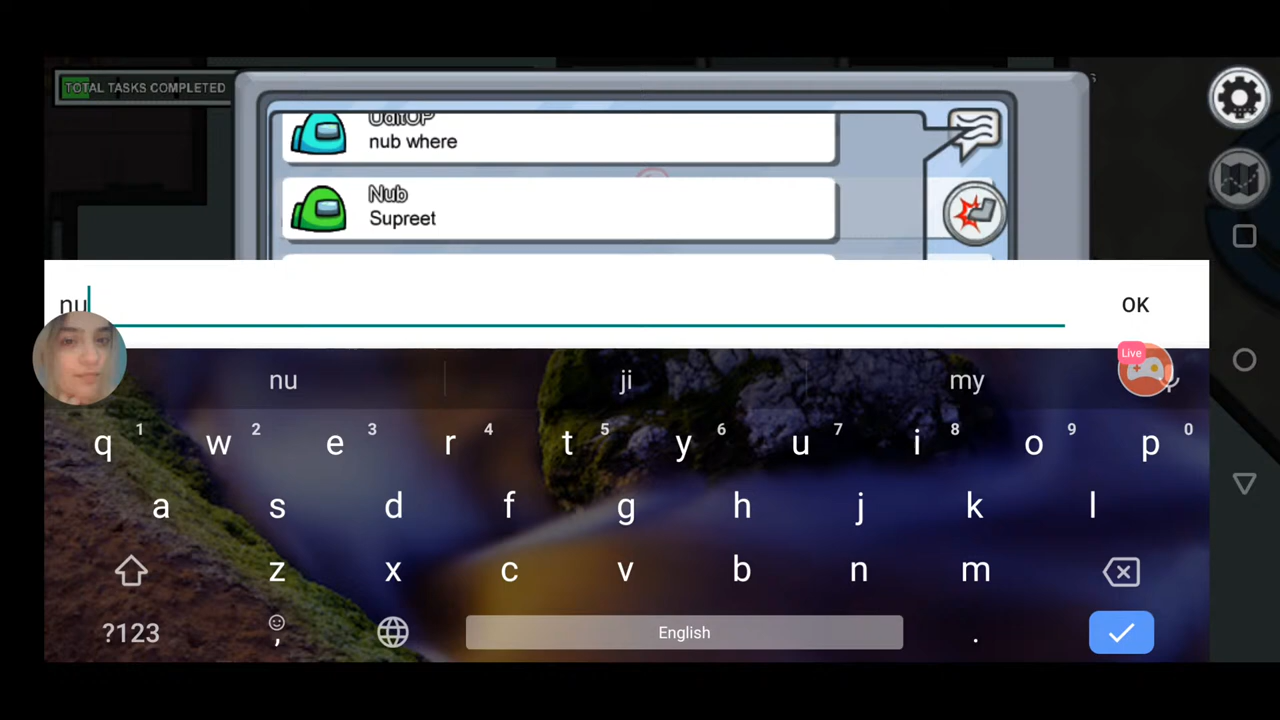 TOTAL TASKS COMPLETED
UditOP
nub where
Nub
Supreet
nu
OK
Live
nu ji my
q 1 w 2 e 3 r 4 t 5 y 6 u 7 i 8 o 9 p 0
a s d f g h j k l
z x c v b n m
?123 , English .